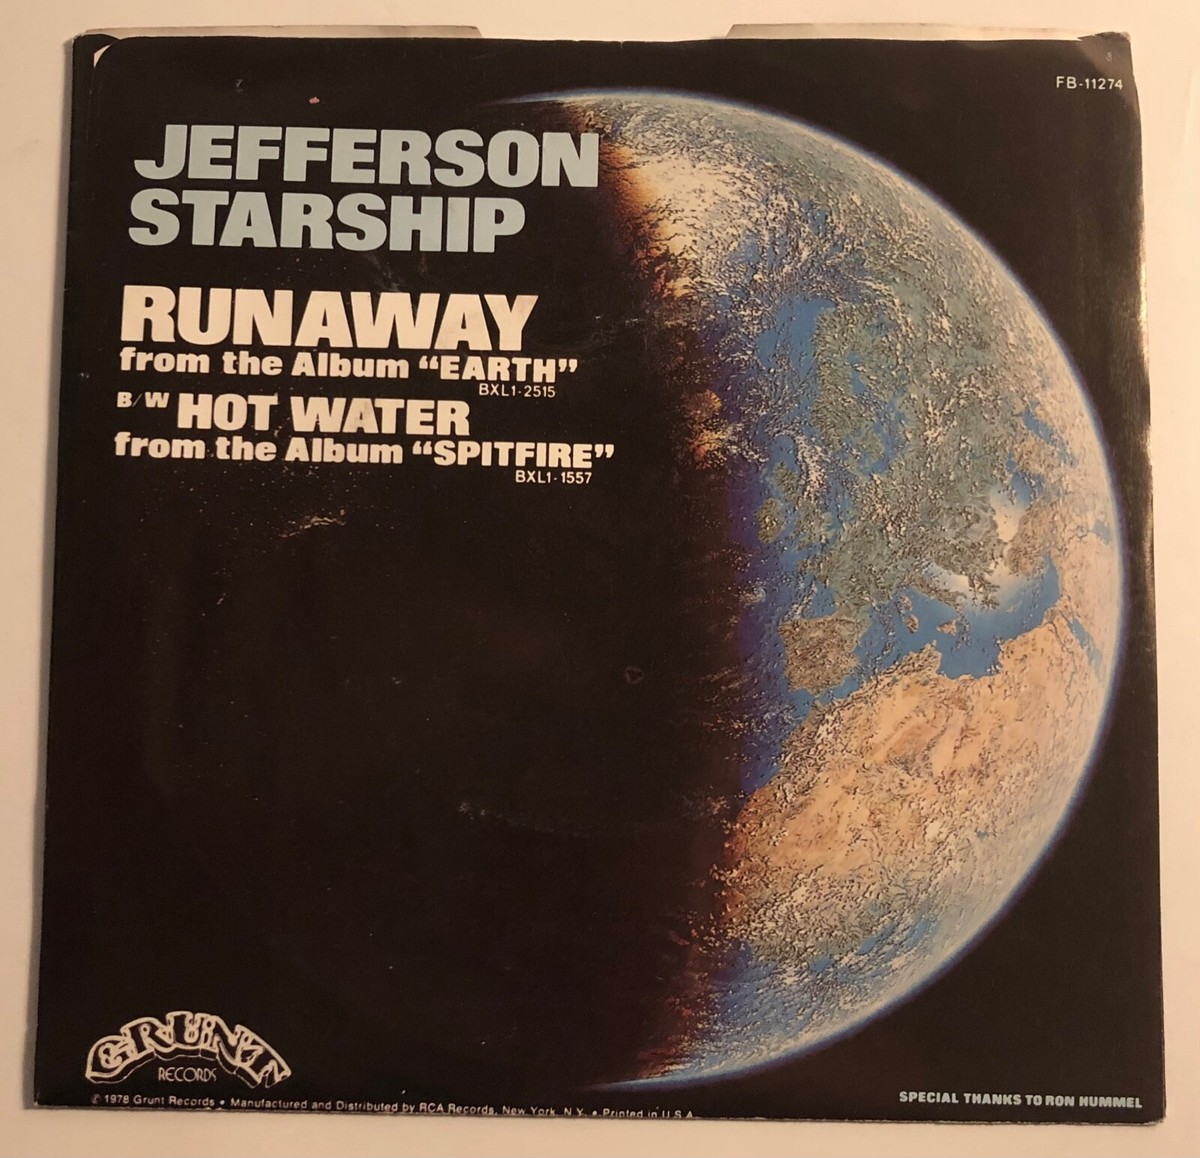 FB-11274
JEFFERSON
STARSHIP
RUNAWAY
from the Album “EARTH”
BXL1-2515
B/W HOT WATER
from the Album “SPITFIRE”
BXL1-1557
GRUNT
RECORDS
℗ 1978 Grunt Records • Manufactured and Distributed by RCA Records, New York, N.Y. • Printed in U.S.A.
SPECIAL THANKS TO RON HUMMEL